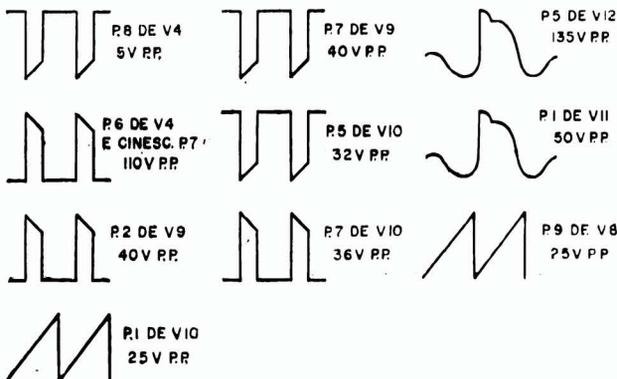 P.8 DE V4
5V P.P.
P.7 DE V9
40V P.P.
P.5 DE V12
135V P.P.
P.6 DE V4
E CINESC. P.7
110V P.P.
P.5 DE V10
32V P.P.
P.1 DE V11
50V P.P.
P.2 DE V9
40V P.P.
P.7 DE V10
36V P.P.
P.9 DE V8
25V P P
P.1 DE V10
25V P.P.